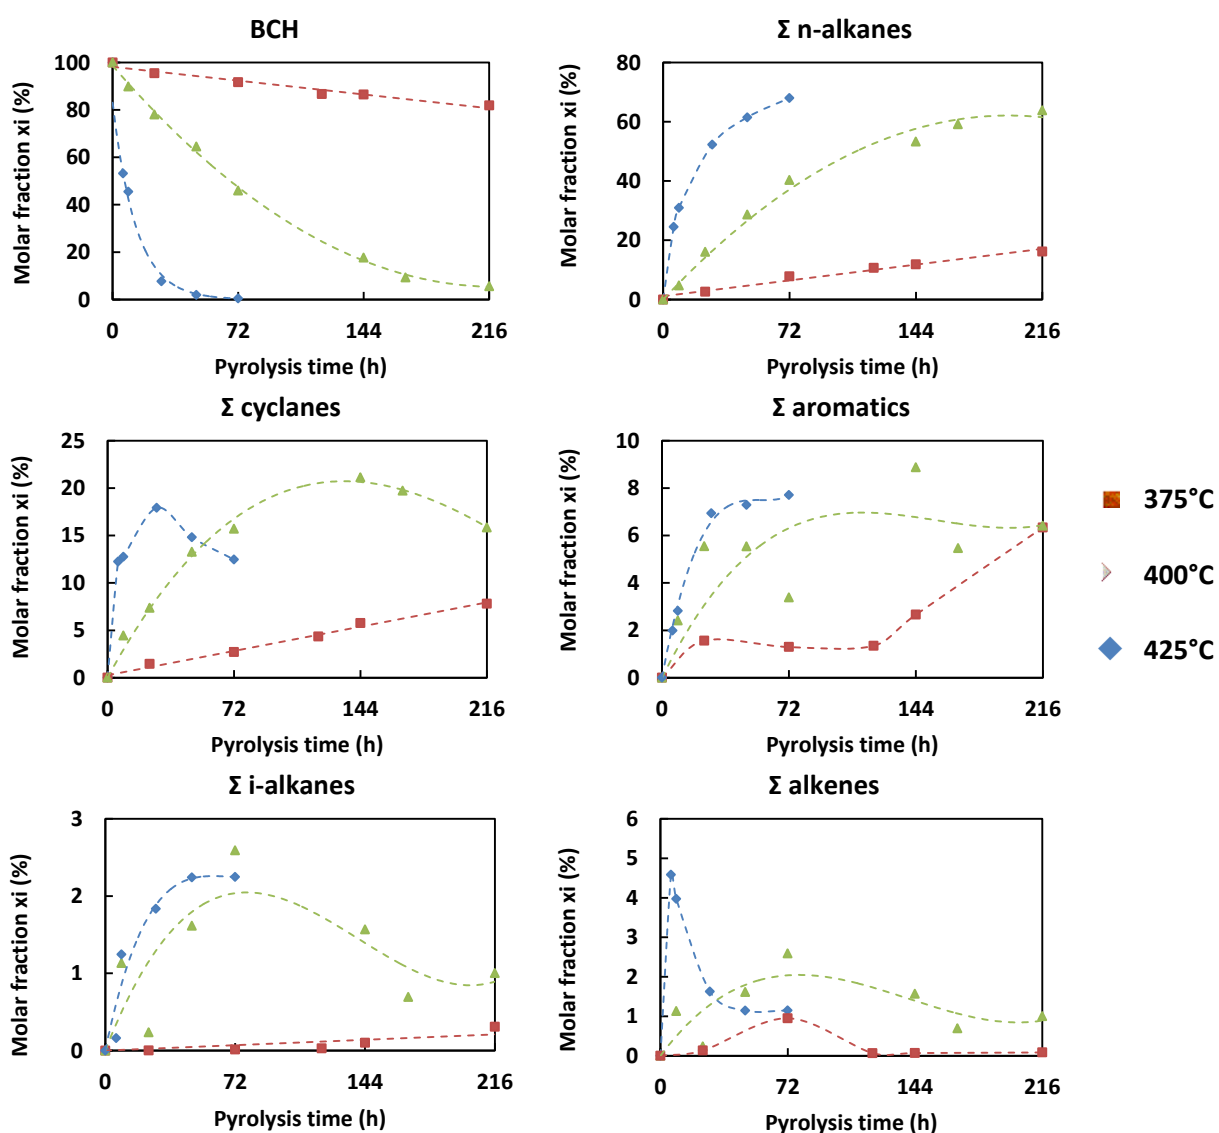 BCH
Molar fraction xi (%)
100
80
60
40
20
0
0 72 144 216
Pyrolysis time (h)
Σ n-alkanes
Molar fraction xi (%)
80
60
40
20
0
0 72 144 216
Pyrolysis time (h)
Σ cyclanes
Molar fraction xi (%)
25
20
15
10
5
0
0 72 144 216
Pyrolysis time (h)
Σ aromatics
Molar fraction xi (%)
10
8
6
4
2
0
0 72 144 216
Pyrolysis time (h)
375°C
400°C
425°C
Σ i-alkanes
Molar fraction xi (%)
3
2
1
0
0 72 144 216
Pyrolysis time (h)
Σ alkenes
Molar fraction xi (%)
6
5
4
3
2
1
0
0 72 144 216
Pyrolysis time (h)